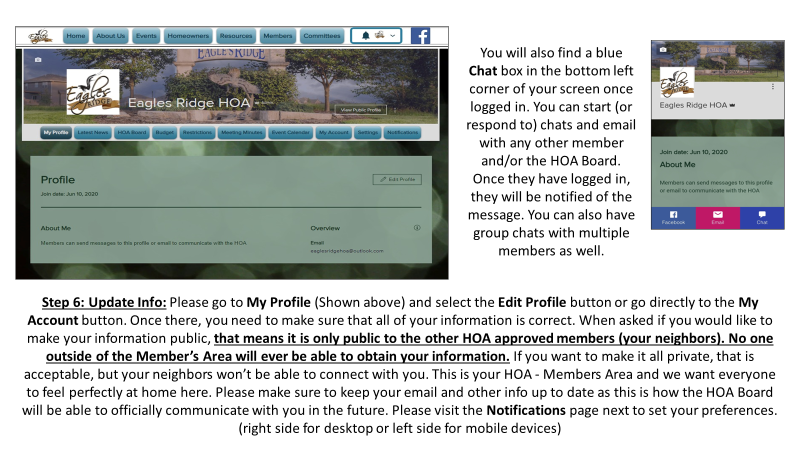 Eagles
RIDGE
Home
About Us
Events
Homeowners
Resources
Members
Committees
EAGLES RIDGE
Eagles
RIDGE
Eagles Ridge HOA
View Public Profile
My Profile
Latest News
HOA-Board
Budget
Restrictions
Meeting Minutes
Event Calendar
My Account
Settings
Notifications
Profile
Join date: Jun 10, 2020
Edit Profile
About Me
Members can send messages to this profile or email to communicate with the HOA
Overview
Email
eaglesridgehoa@outlook.com
You will also find a blue
Chat box in the bottom left
corner of your screen once
logged in. You can start (or
respond to) chats and email
with any other member
and/or the HOA Board.
Once they have logged in,
they will be notified of the
message. You can also have
group chats with multiple
members as well.
Eagles
RIDGE
Eagles Ridge HOA
Join date: Jun 10, 2020
About Me
Members can send messages to this profile
or email to communicate with the HOA
Facebook
Email
Chat
Step 6: Update Info: Please go to My Profile (Shown above) and select the Edit Profile button or go directly to the My
Account button. Once there, you need to make sure that all of your information is correct. When asked if you would like to
make your information public, that means it is only public to the other HOA approved members (your neighbors). No one
outside of the Member's Area will ever be able to obtain your information. If you want to make it all private, that is
acceptable, but your neighbors won't be able to connect with you. This is your HOA - Members Area and we want everyone
to feel perfectly at home here. Please make sure to keep your email and other info up to date as this is how the HOA Board
will be able to officially communicate with you in the future. Please visit the Notifications page next to set your preferences.
(right side for desktop or left side for mobile devices)